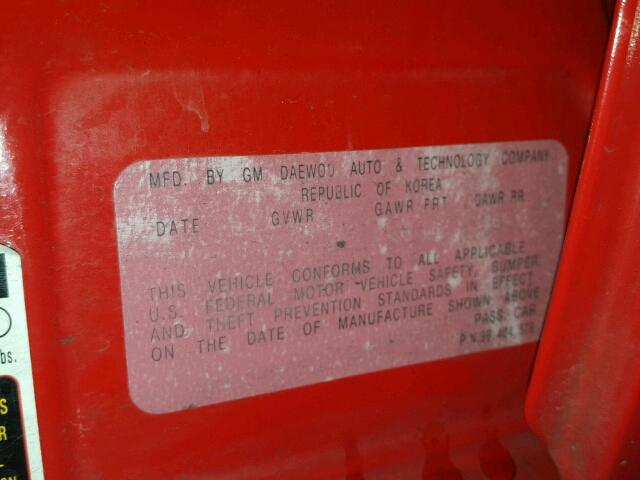 MFD. BY GM DAEWOO AUTO & TECHNOLOGY COMPANY
REPUBLIC OF KOREA
DATE GVWR GAWR FRT GAWR RR
THIS VEHICLE CONFORMS TO ALL APPLICABLE
U.S. FEDERAL MOTOR VEHICLE SAFETY, BUMPER
AND THEFT PREVENTION STANDARDS IN EFFECT
ON THE DATE OF MANUFACTURE SHOWN ABOVE
PASS. CAR
bs.
S
R